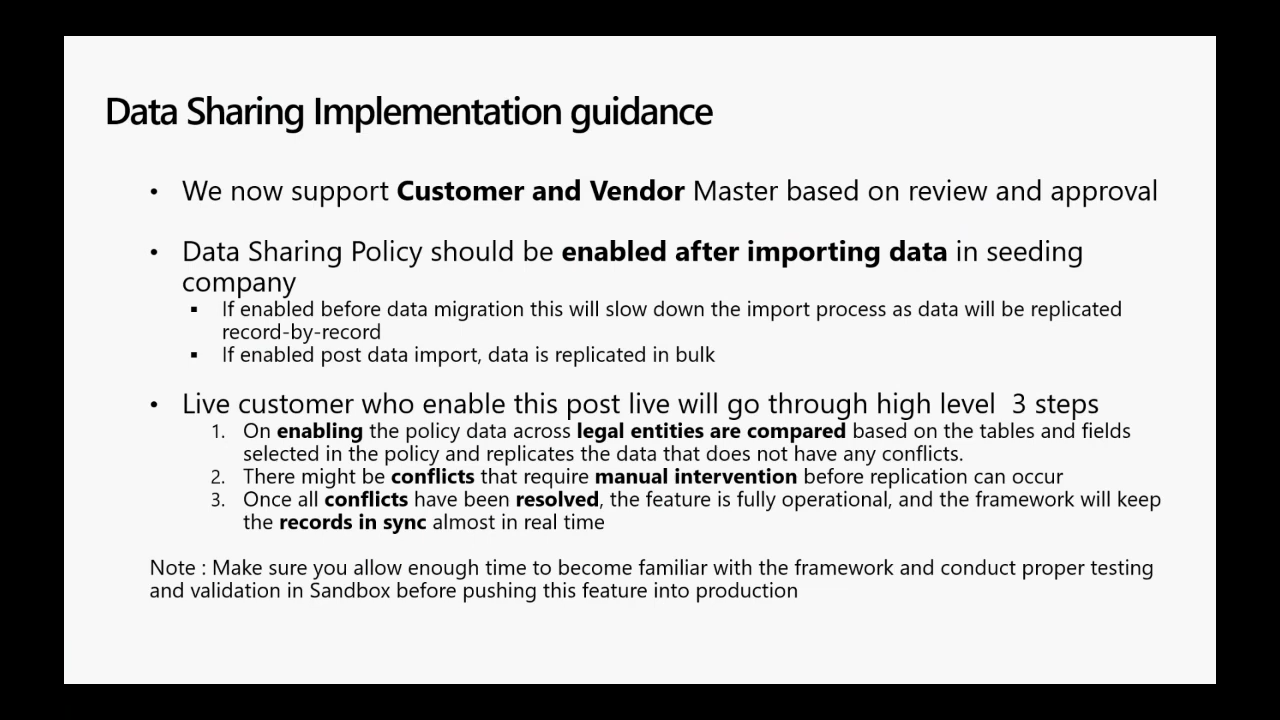 Data Sharing Implementation guidance
• We now support Customer and Vendor Master based on review and approval
• Data Sharing Policy should be enabled after importing data in seeding
company
▪ If enabled before data migration this will slow down the import process as data will be replicated
record-by-record
▪ If enabled post data import, data is replicated in bulk
• Live customer who enable this post live will go through high level  3 steps
1. On enabling the policy data across legal entities are compared based on the tables and fields
selected in the policy and replicates the data that does not have any conflicts.
2. There might be conflicts that require manual intervention before replication can occur
3. Once all conflicts have been resolved, the feature is fully operational, and the framework will keep
the records in sync almost in real time
Note : Make sure you allow enough time to become familiar with the framework and conduct proper testing
and validation in Sandbox before pushing this feature into production